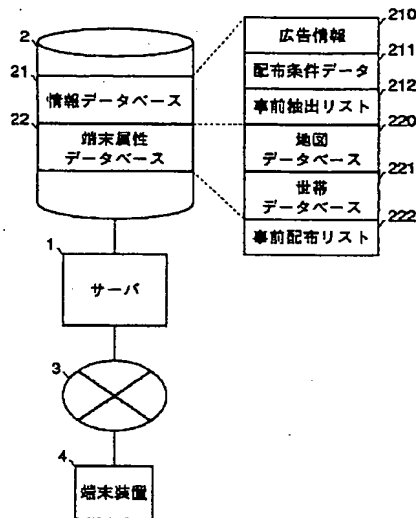 2
21
情報データベース
22
端末属性
データベース
210
広告情報
211
配布条件データ
212
事前抽出リスト
220
地図
データベース
221
世帯
データベース
222
事前配布リスト
1
サーバ
3
4
端末装置